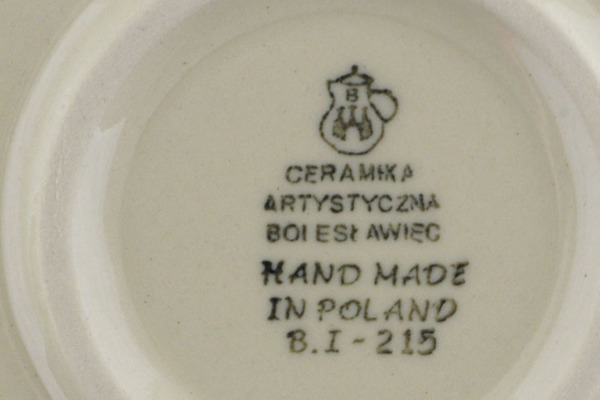 B
CERAMIKA
ARTYSTYCZNA
BOLESŁAWIEC
HAND MADE
IN POLAND
B.I-215